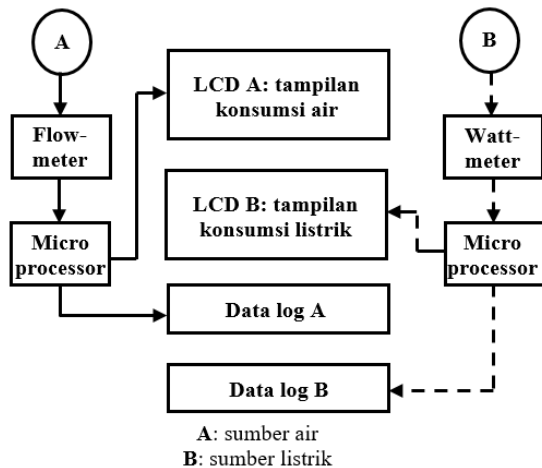 A
Flow-
meter
Micro
processor
LCD A: tampilan
konsumsi air
LCD B: tampilan
konsumsi listrik
Data log A
Data log B
B
Watt-
meter
Micro
processor
A: sumber air
B: sumber listrik